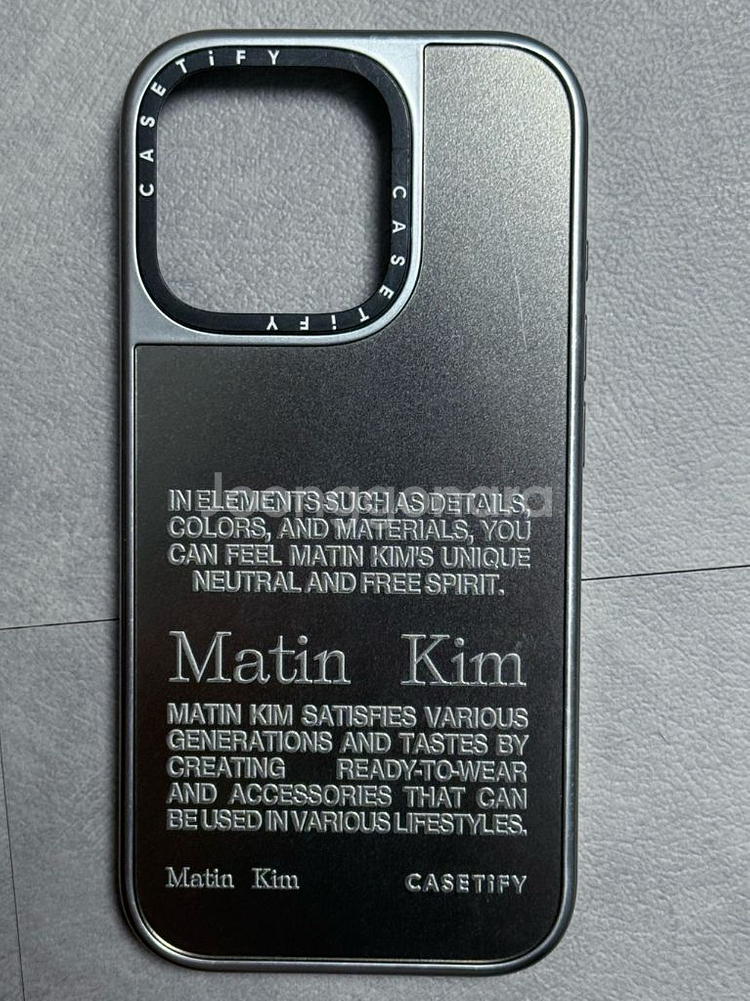 CASETiFY
CASETiFY
Joonggonara
IN ELEMENTS SUCH AS DETAILS,
COLORS, AND MATERIALS, YOU
CAN FEEL MATIN KIM'S UNIQUE
NEUTRAL AND FREE SPIRIT.
Matin Kim
MATIN KIM SATISFIES VARIOUS
GENERATIONS AND TASTES BY
CREATING READY-TO-WEAR
AND ACCESSORIES THAT CAN
BE USED IN VARIOUS LIFESTYLES.
Matin Kim CASETiFY